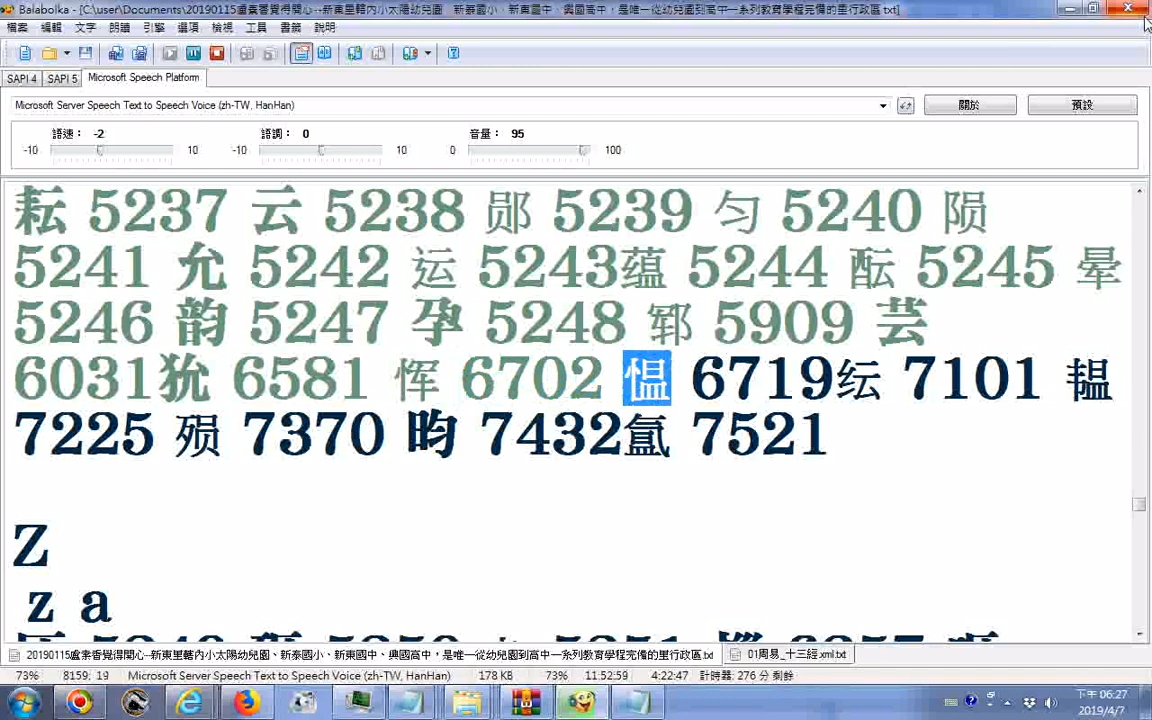 Balabolka - [C:\user\Documents\20190115盧素香覺得開心--新東里轄內小太陽幼兒園、新泰國小、新東國中、興國高中，是唯一從幼兒園到高中一系列教育學程完備的里行政區.txt]
檔案 編輯 文字 朗讀 引擎 檢視 工具 書籤 說明
SAPI 4 SAPI 5 Microsoft Speech Platform
Microsoft Server Speech Text to Speech Voice (zh-TW, HanHan) 關於 預設
語速： -2 語調： 0 音量： 95
-10 10 -10 10 0 100
耘 5237 云 5238 郧 5239 匀 5240 陨
5241 允 5242 运 5243蕴 5244 酝 5245 晕
5246 韵 5247 孕 5248 郓 5909 芸
6031狁 6581 恽 6702 愠 6719纭 7101 韫
7225 殒 7370 昀 7432氲 7521
Z
z a
20190115盧素香覺得開心--新東里轄內小太陽幼兒園、新泰國小、新東國中、興國高中，是唯一從幼兒園到高中一系列教育學程完備的里行政區.txt 01周易_十三經.xml.txt
73% 8159, 19 Microsoft Server Speech Text to Speech Voice (zh-TW, HanHan) 178 KB 73% 11:52:59 4:22:47 計時器: 276 分 剩餘
下午 06:27
2019/4/7